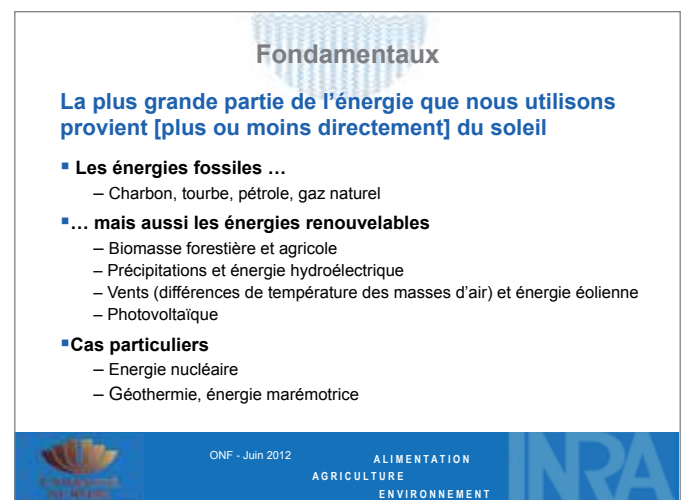 Fondamentaux
La plus grande partie de l’énergie que nous utilisons
provient [plus ou moins directement] du soleil
▪ Les énergies fossiles …
– Charbon, tourbe, pétrole, gaz naturel
▪… mais aussi les énergies renouvelables
– Biomasse forestière et agricole
– Précipitations et énergie hydroélectrique
– Vents (différences de température des masses d’air) et énergie éolienne
– Photovoltaïque
▪Cas particuliers
– Energie nucléaire
– Géothermie, énergie marémotrice
ONF - Juin 2012
ALIMENTATION
AGRICULTURE
ENVIRONNEMENT
INRA